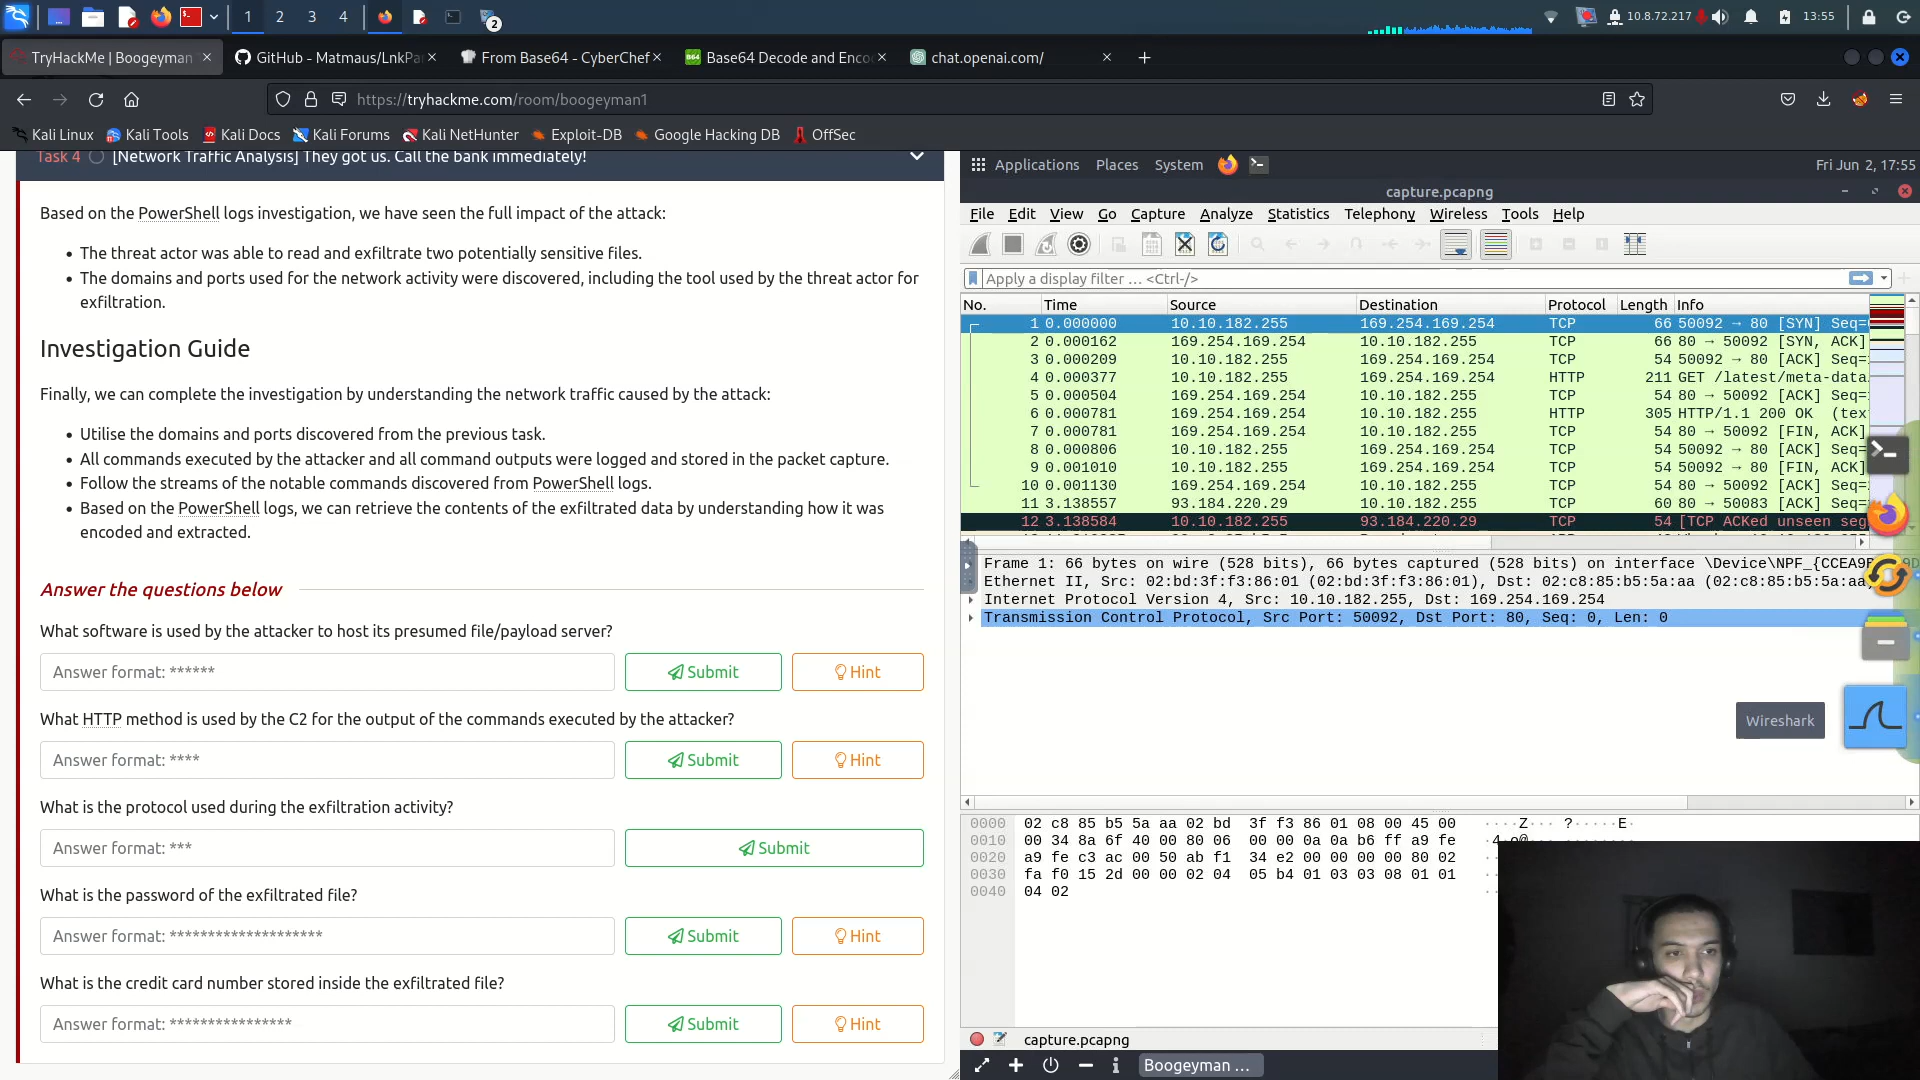 1
2
3
4
2
10.8.72.217
13:55
TryHackMe | Boogeyman
GitHub - Matmaus/LnkPa
From Base64 - CyberChef
Base64 Decode and Enco
chat.openai.com/
https://tryhackme.com/room/boogeyman1
Kali Linux
Kali Tools
Kali Docs
Kali Forums
Kali NetHunter
Exploit-DB
Google Hacking DB
OffSec
Task 4
[Network Traffic Analysis] They got us. Call the bank immediately!
Based on the PowerShell logs investigation, we have seen the full impact of the attack:
The threat actor was able to read and exfiltrate two potentially sensitive files.
The domains and ports used for the network activity were discovered, including the tool used by the threat actor for
exfiltration.
Investigation Guide
Finally, we can complete the investigation by understanding the network traffic caused by the attack:
Utilise the domains and ports discovered from the previous task.
All commands executed by the attacker and all command outputs were logged and stored in the packet capture.
Follow the streams of the notable commands discovered from PowerShell logs.
Based on the PowerShell logs, we can retrieve the contents of the exfiltrated data by understanding how it was
encoded and extracted.
Answer the questions below
What software is used by the attacker to host its presumed file/payload server?
Answer format: ******
Submit
Hint
What HTTP method is used by the C2 for the output of the commands executed by the attacker?
Answer format: ****
Submit
Hint
What is the protocol used during the exfiltration activity?
Answer format: ***
Submit
What is the password of the exfiltrated file?
Answer format: ********************
Submit
Hint
What is the credit card number stored inside the exfiltrated file?
Answer format: ****************
Submit
Hint
Applications Places System
Fri Jun 2, 17:55
capture.pcapng
File Edit View Go Capture Analyze Statistics Telephony Wireless Tools Help
Apply a display filter … <Ctrl-/>
No. Time Source Destination Protocol Length Info
1 0.000000 10.10.182.255 169.254.169.254 TCP 66 50092 → 80 [SYN] Seq=
2 0.000162 169.254.169.254 10.10.182.255 TCP 66 80 → 50092 [SYN, ACK]
3 0.000209 10.10.182.255 169.254.169.254 TCP 54 50092 → 80 [ACK] Seq=
4 0.000377 10.10.182.255 169.254.169.254 HTTP 211 GET /latest/meta-data
5 0.000504 169.254.169.254 10.10.182.255 TCP 54 80 → 50092 [ACK] Seq=
6 0.000781 169.254.169.254 10.10.182.255 HTTP 305 HTTP/1.1 200 OK (tex
7 0.000781 169.254.169.254 10.10.182.255 TCP 54 80 → 50092 [FIN, ACK]
8 0.000806 10.10.182.255 169.254.169.254 TCP 54 50092 → 80 [ACK] Seq=
9 0.001010 10.10.182.255 169.254.169.254 TCP 54 50092 → 80 [FIN, ACK]
10 0.001130 169.254.169.254 10.10.182.255 TCP 54 80 → 50092 [ACK] Seq=
11 3.138557 93.184.220.29 10.10.182.255 TCP 60 80 → 50083 [ACK] Seq=
12 3.138584 10.10.182.255 93.184.220.29 TCP 54 [TCP ACKed unseen seg
Frame 1: 66 bytes on wire (528 bits), 66 bytes captured (528 bits) on interface \Device\NPF_{CCEA9
Ethernet II, Src: 02:bd:3f:f3:86:01 (02:bd:3f:f3:86:01), Dst: 02:c8:85:b5:5a:aa (02:c8:85:b5:5a:aa
Internet Protocol Version 4, Src: 10.10.182.255, Dst: 169.254.169.254
Transmission Control Protocol, Src Port: 50092, Dst Port: 80, Seq: 0, Len: 0
Wireshark
0000 02 c8 85 b5 5a aa 02 bd 3f f3 86 01 08 00 45 00 ····Z··· ?·····E·
0010 00 34 8a 6f 40 00 80 06 00 00 0a 0a b6 ff a9 fe
0020 a9 fe c3 ac 00 50 ab f1 34 e2 00 00 00 00 80 02
0030 fa f0 15 2d 00 00 02 04 05 b4 01 03 03 08 01 01
0040 04 02
capture.pcapng
Boogeyman ...